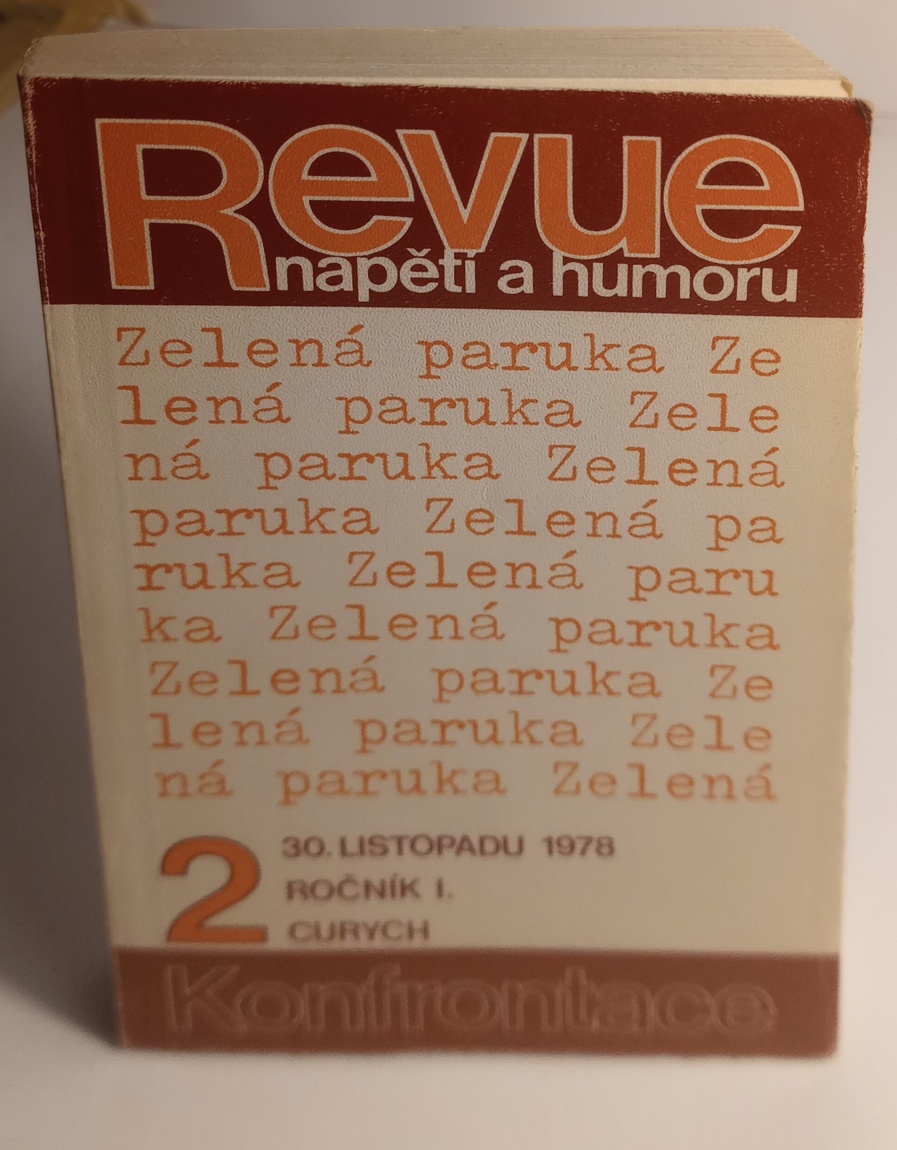 Revue
napětí a humoru
Zelená paruka Ze
lená paruka Zele
ná paruka Zelená
paruka Zelená pa
ruka Zelená paru
ka Zelená paruka
Zelená paruka Ze
lená paruka Zele
ná paruka Zelená
2
30. LISTOPADU 1978
ROČNÍK I.
CURYCH
Konfrontace